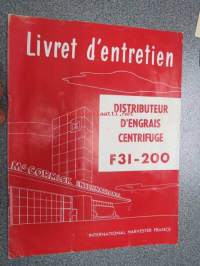 Livret d'entretien
DISTRIBUTEUR
D'ENGRAIS
CENTRIFUGE
F31-200
McCORMICK INTERNATIONAL
INTERNATIONAL HARVESTER FRANCE